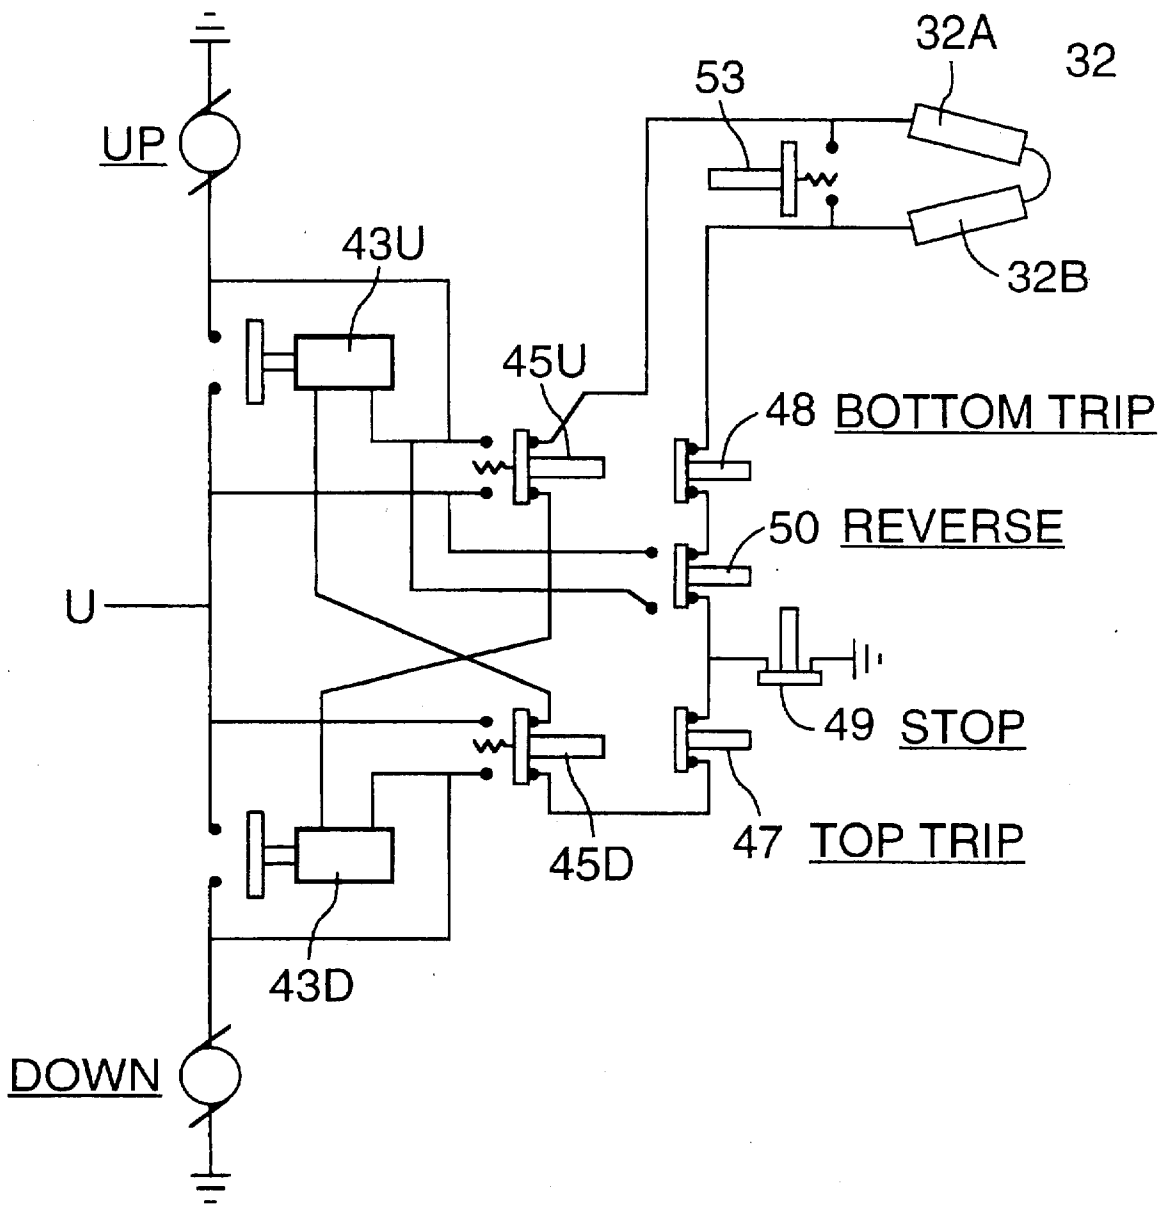 32A
32
53
UP
43U
32B
45U
48 BOTTOM TRIP
50 REVERSE
U
49 STOP
47 TOP TRIP
45D
43D
DOWN